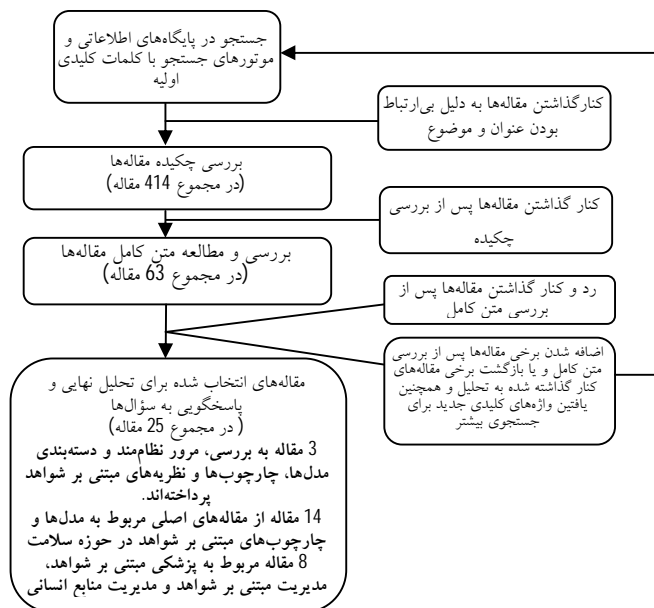 جستجو در پایگاه‌های اطلاعاتی و
موتورهای جستجو با کلمات کلیدی
اولیه
کنارگذاشتن مقاله‌ها به دلیل بی‌ارتباط
بودن عنوان و موضوع
بررسی چکیده مقاله‌ها
(در مجموع 414 مقاله)
کنار گذاشتن مقاله‌ها پس از بررسی
چکیده
بررسی و مطالعه متن کامل مقاله‌ها
(در مجموع 63 مقاله)
رد و کنار گذاشتن مقاله‌ها پس از
بررسی متن کامل
اضافه شدن برخی مقاله‌ها پس از بررسی
متن کامل و یا بازگشت برخی مقاله‌های
کنار گذاشته شده به تحلیل و همچنین
یافتین واژه‌های کلیدی جدید برای
جستجوی بیشتر
مقاله‌های انتخاب شده برای تحلیل نهایی و
پاسخگویی به سؤال‌ها
( در مجموع 25 مقاله)
3 مقاله به بررسی، مرور نظام‌مند و دسته‌بندی
مدل‌ها، چارچوب‌ها و نظریه‌های مبتنی بر شواهد
پرداخته‌اند.
14 مقاله از مقاله‌های اصلی مربوط به مدل‌ها و
چارچوب‌های مبتنی بر شواهد در حوزه سلامت
8 مقاله مربوط به پزشکی مبتنی بر شواهد،
مدیریت مبتنی بر شواهد و مدیریت منابع انسانی